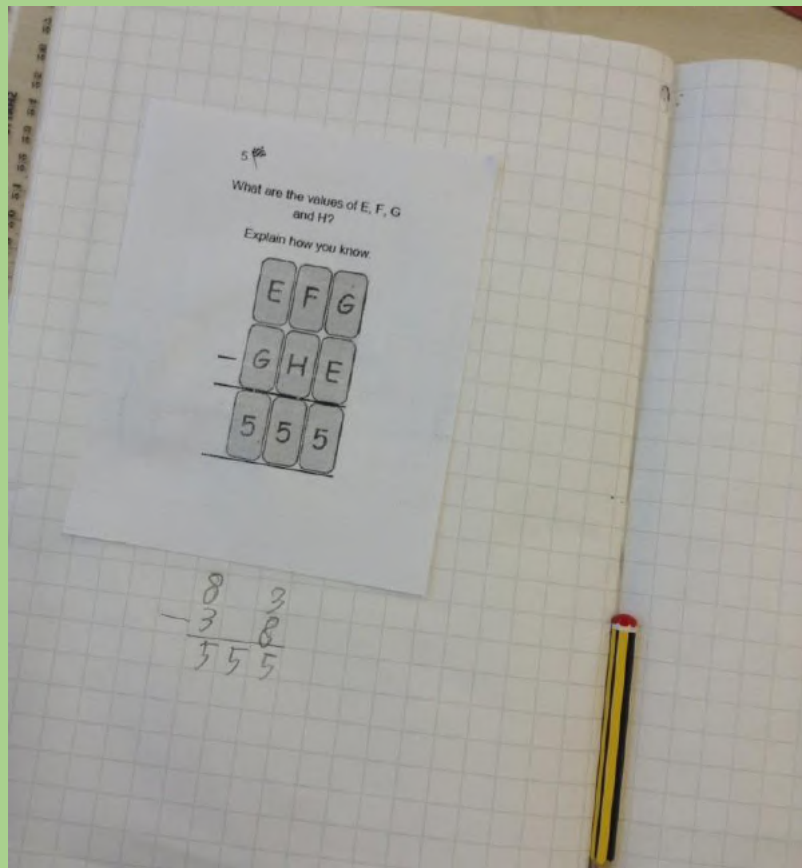 5.
What are the values of E, F, G
and H?
Explain how you know.
E F G
- G H E
5 5 5
8 3
- 3 8
5 5 5